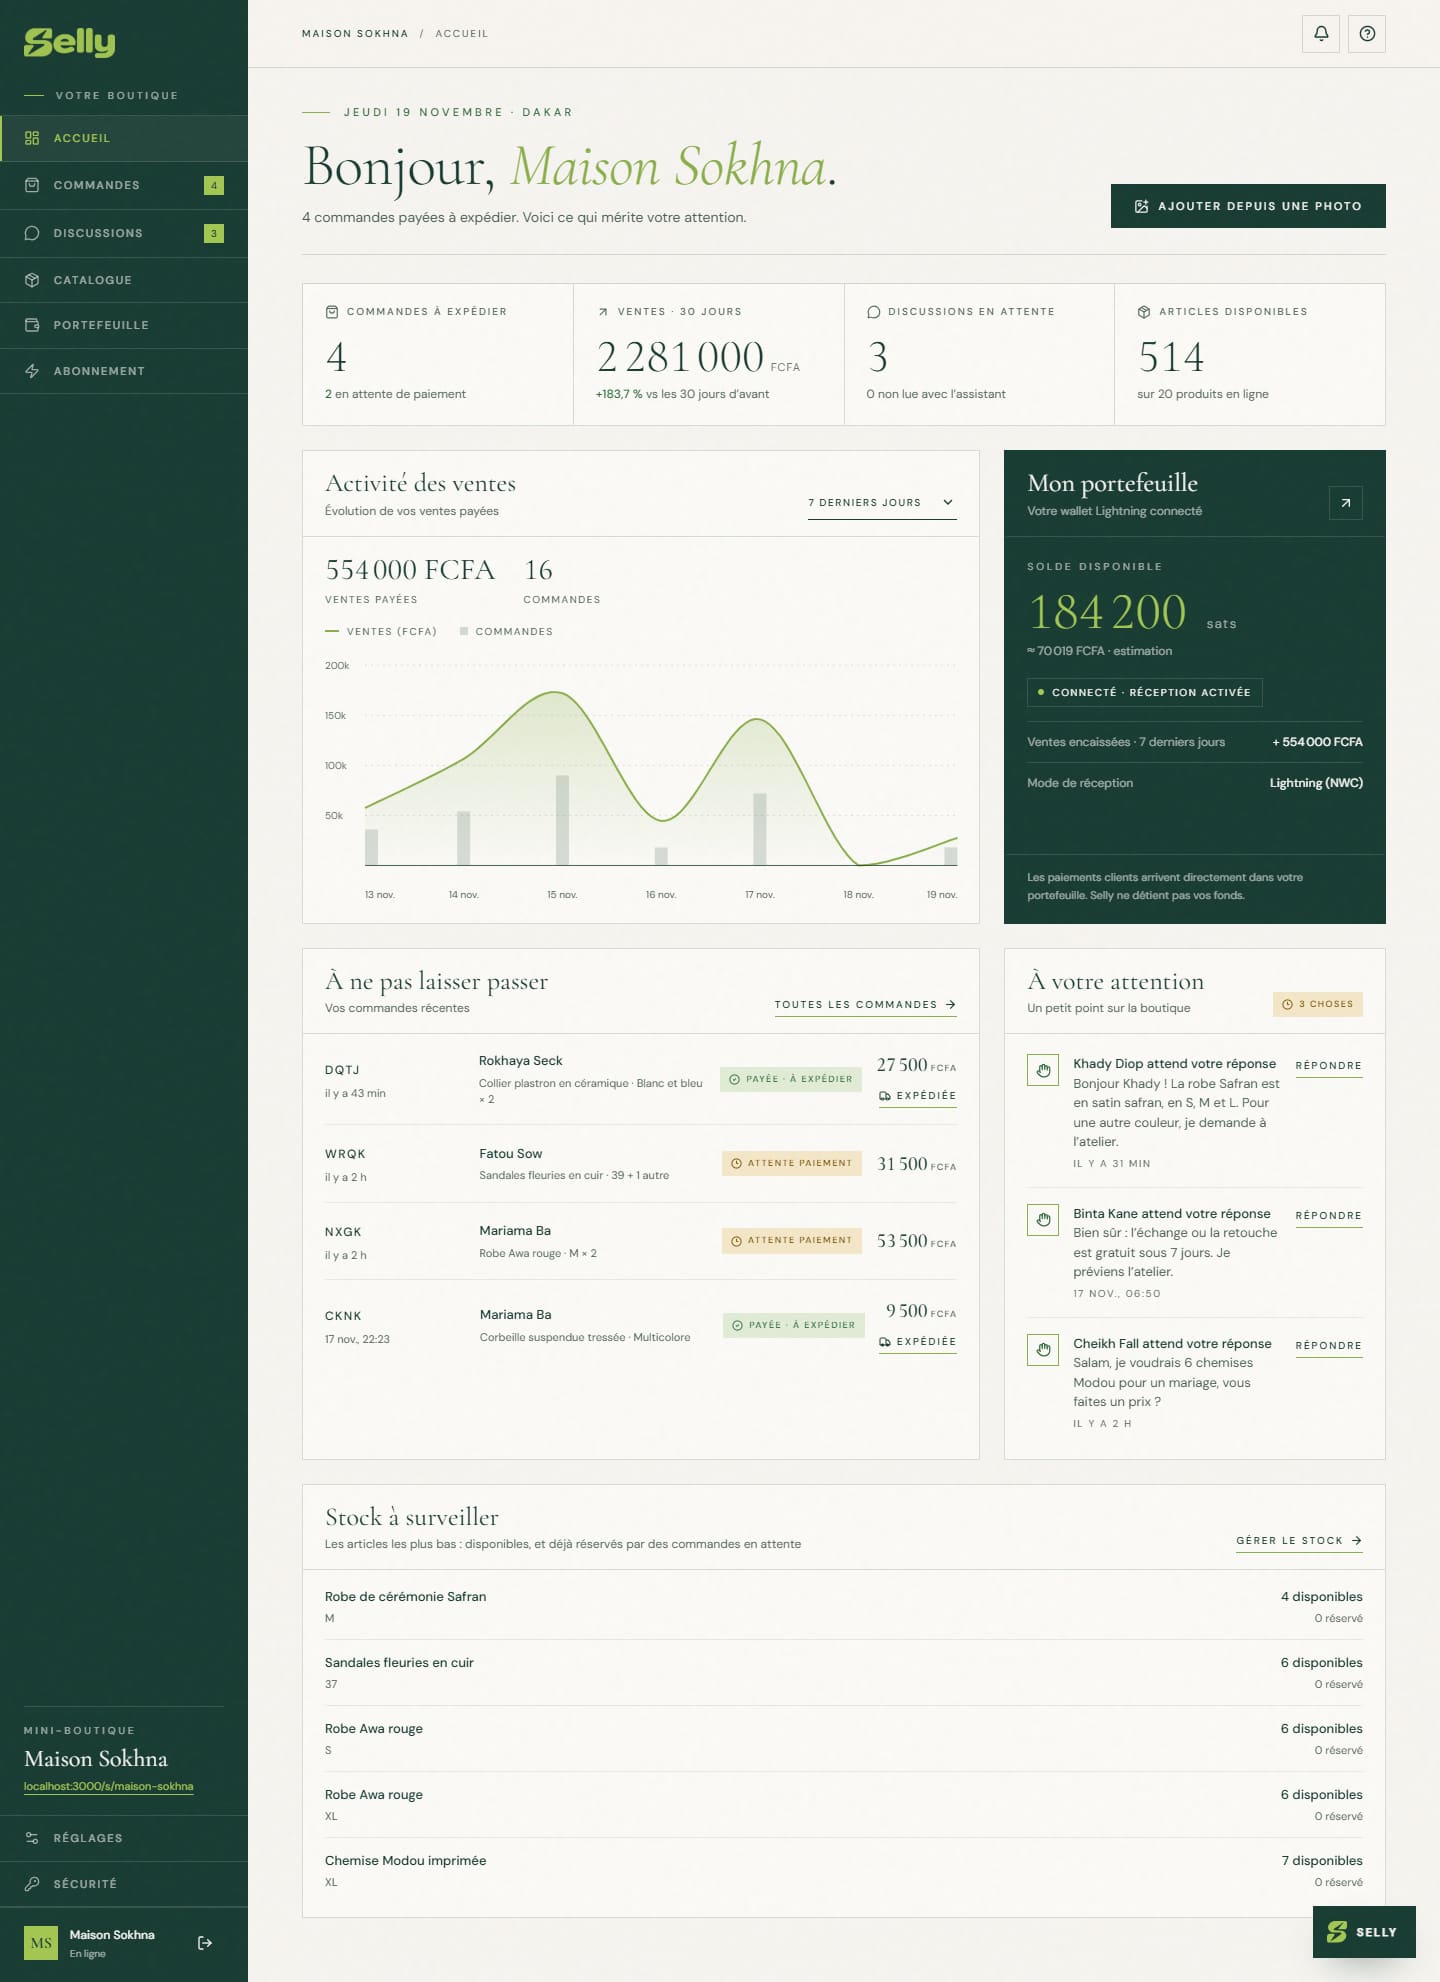 Selly
VOTRE BOUTIQUE
ACCUEIL
COMMANDES 4
DISCUSSIONS 3
CATALOGUE
PORTEFEUILLE
ABONNEMENT
MINI-BOUTIQUE
Maison Sokhna
localhost:3000/s/maison-sokhna
RÉGLAGES
SÉCURITÉ
MS
Maison Sokhna
En ligne
MAISON SOKHNA / ACCUEIL
JEUDI 19 NOVEMBRE · DAKAR
Bonjour, Maison Sokhna.
4 commandes payées à expédier. Voici ce qui mérite votre attention.
AJOUTER DEPUIS UNE PHOTO
COMMANDES À EXPÉDIER
4
2 en attente de paiement
VENTES · 30 JOURS
2 281 000 FCFA
+183,7 % vs les 30 jours d’avant
DISCUSSIONS EN ATTENTE
3
0 non lue avec l’assistant
ARTICLES DISPONIBLES
514
sur 20 produits en ligne
Activité des ventes
Évolution de vos ventes payées
7 DERNIERS JOURS
554 000 FCFA
VENTES PAYÉES
16
COMMANDES
VENTES (FCFA) COMMANDES
200k
150k
100k
50k
13 nov. 14 nov. 15 nov. 16 nov. 17 nov. 18 nov. 19 nov.
Mon portefeuille
Votre wallet Lightning connecté
SOLDE DISPONIBLE
184 200 sats
≈ 70 019 FCFA · estimation
CONNECTÉ · RÉCEPTION ACTIVÉE
Ventes encaissées · 7 derniers jours + 554 000 FCFA
Mode de réception Lightning (NWC)
Les paiements clients arrivent directement dans votre
portefeuille. Selly ne détient pas vos fonds.
À ne pas laisser passer
Vos commandes récentes
TOUTES LES COMMANDES →
DQTJ
il y a 43 min
Rokhaya Seck
Collier plastron en céramique · Blanc et bleu
× 2
PAYÉE · À EXPÉDIER
27 500 FCFA
EXPÉDIÉE
WRQK
il y a 2 h
Fatou Sow
Sandales fleuries en cuir · 39 + 1 autre
ATTENTE PAIEMENT
31 500 FCFA
NXGK
il y a 2 h
Mariama Ba
Robe Awa rouge · M × 2
ATTENTE PAIEMENT
53 500 FCFA
CKNK
17 nov., 22:23
Mariama Ba
Corbeille suspendue tressée · Multicolore
PAYÉE · À EXPÉDIER
9 500 FCFA
EXPÉDIÉE
À votre attention
Un petit point sur la boutique
3 CHOSES
Khady Diop attend votre réponse
Bonjour Khady ! La robe Safran est
en satin safran, en S, M et L. Pour
une autre couleur, je demande à
l’atelier.
IL Y A 31 MIN
RÉPONDRE
Binta Kane attend votre réponse
Bien sûr : l’échange ou la retouche
est gratuit sous 7 jours. Je
préviens l’atelier.
17 NOV., 06:50
RÉPONDRE
Cheikh Fall attend votre réponse
Salam, je voudrais 6 chemises
Modou pour un mariage, vous
faites un prix ?
IL Y A 2 H
RÉPONDRE
Stock à surveiller
Les articles les plus bas : disponibles, et déjà réservés par des commandes en attente
GÉRER LE STOCK →
Robe de cérémonie Safran 4 disponibles
M 0 réservé
Sandales fleuries en cuir 6 disponibles
37 0 réservé
Robe Awa rouge 6 disponibles
S 0 réservé
Robe Awa rouge 6 disponibles
XL 0 réservé
Chemise Modou imprimée 7 disponibles
XL 0 réservé
SELLY